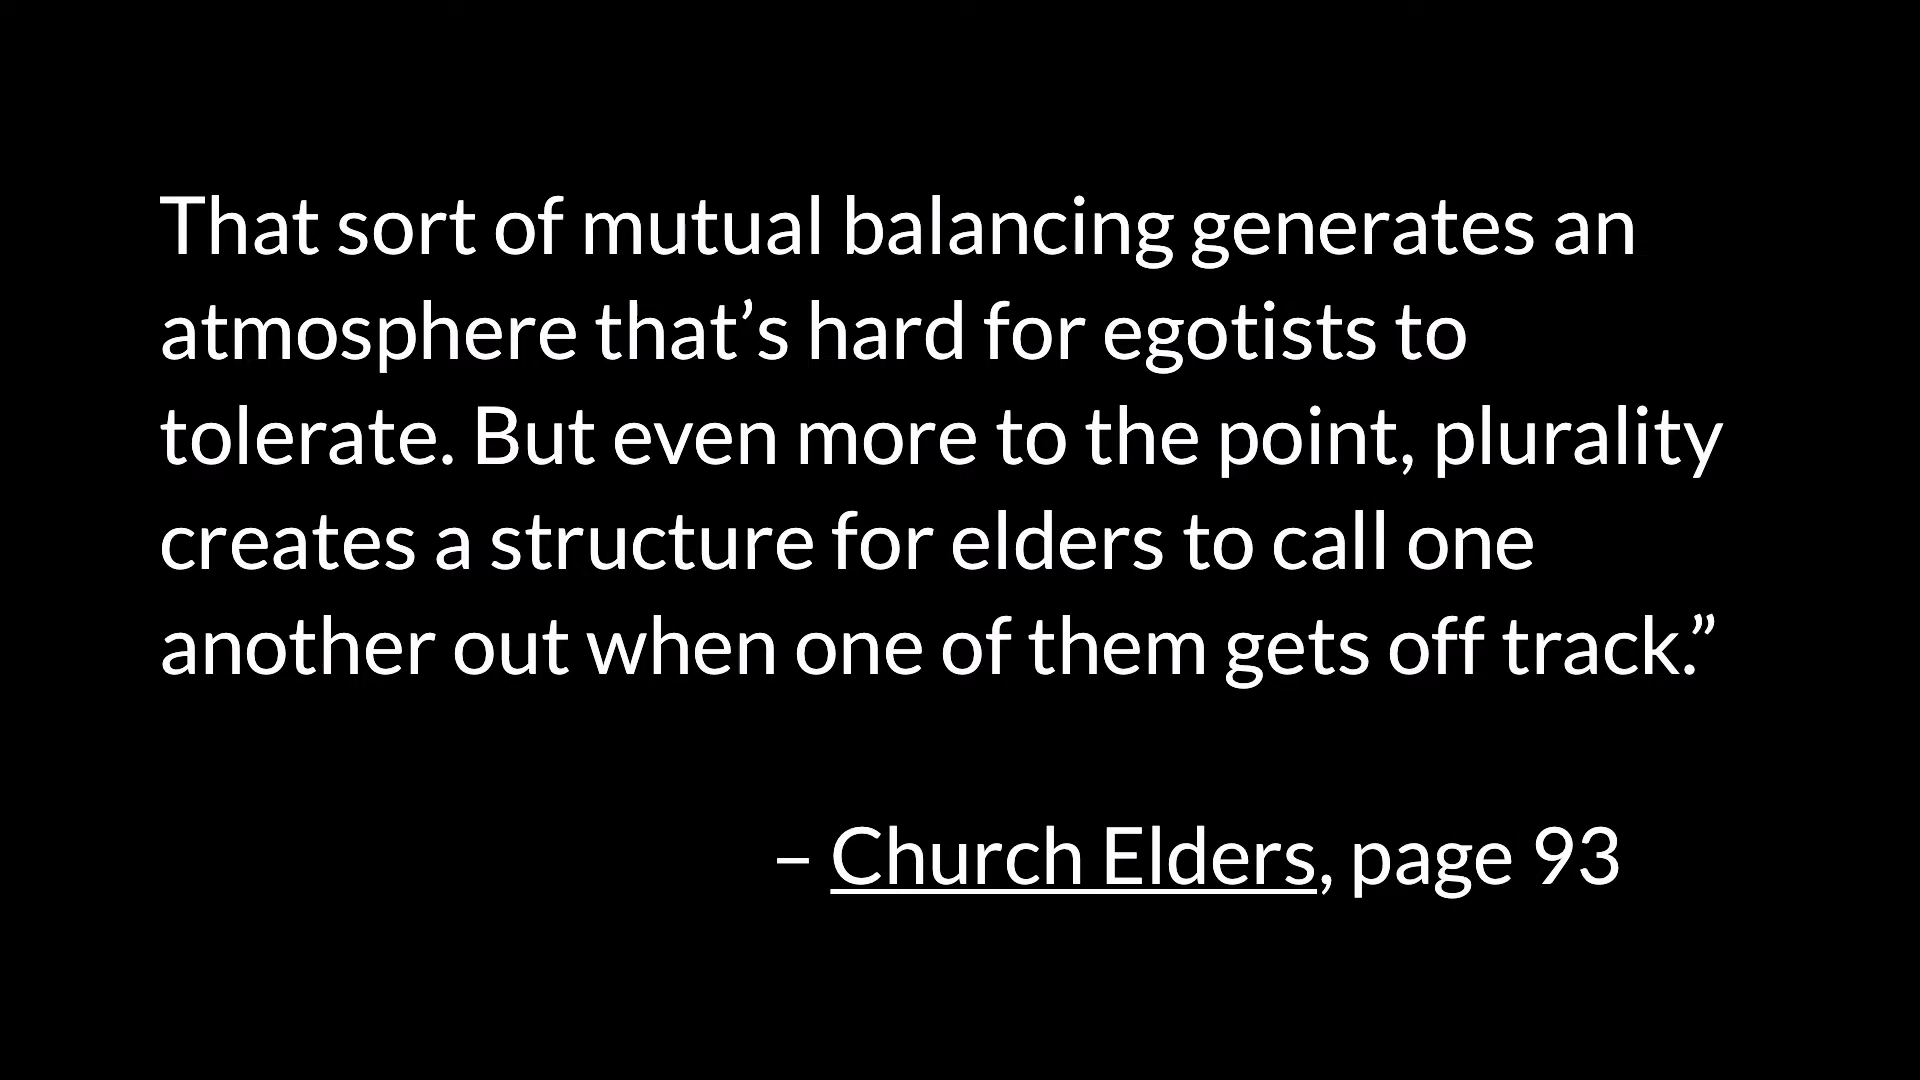 That sort of mutual balancing generates an
atmosphere that’s hard for egotists to
tolerate. But even more to the point, plurality
creates a structure for elders to call one
another out when one of them gets off track.”
– Church Elders, page 93